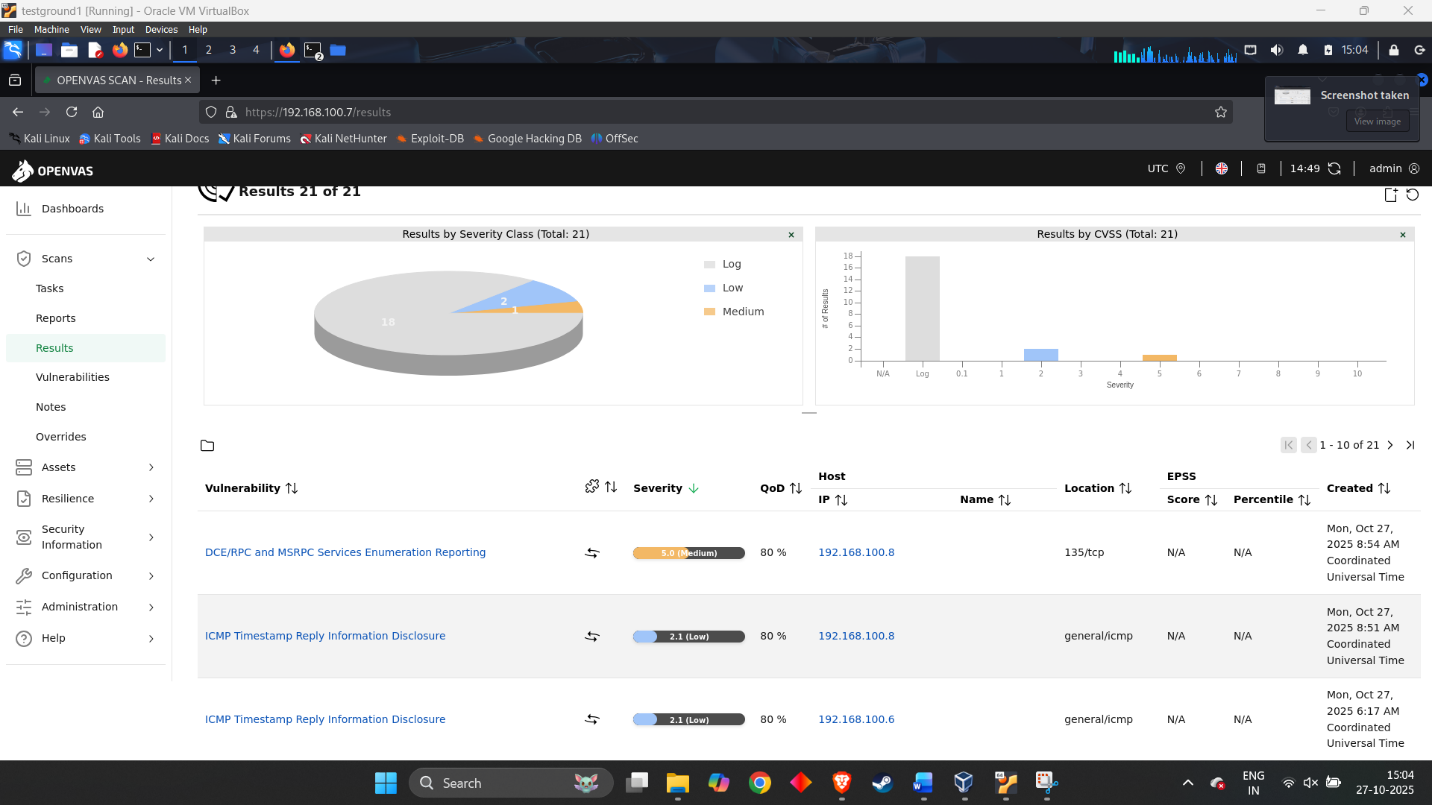 testground1 [Running] - Oracle VM VirtualBox
File Machine View Input Devices Help
1 2 3 4
2
15:04
OPENVAS SCAN - Results
Screenshot taken
View image
https://192.168.100.7/results
Kali Linux Kali Tools Kali Docs Kali Forums Kali NetHunter Exploit-DB Google Hacking DB OffSec
OPENVAS
UTC
14:49
admin
Dashboards
Scans
Tasks
Reports
Results
Vulnerabilities
Notes
Overrides
Assets
Resilience
Security
Information
Configuration
Administration
Help
Results 21 of 21
Results by Severity Class (Total: 21)
18
2
1
Log
Low
Medium
Results by CVSS (Total: 21)
# of Results
18
16
14
12
10
8
6
4
2
0
N/A Log 0.1 1 2 3 4 5 6 7 8 9 10
Severity
1 - 10 of 21
Vulnerability Severity QoD Host Location EPSS Created
IP Name Score Percentile
DCE/RPC and MSRPC Services Enumeration Reporting 5.0 (Medium) 80 % 192.168.100.8 135/tcp N/A N/A
Mon, Oct 27,
2025 8:54 AM
Coordinated
Universal Time
ICMP Timestamp Reply Information Disclosure 2.1 (Low) 80 % 192.168.100.8 general/icmp N/A N/A
Mon, Oct 27,
2025 8:51 AM
Coordinated
Universal Time
ICMP Timestamp Reply Information Disclosure 2.1 (Low) 80 % 192.168.100.6 general/icmp N/A N/A
Mon, Oct 27,
2025 6:17 AM
Coordinated
Universal Time
Search
ENG
IN
15:04
27-10-2025